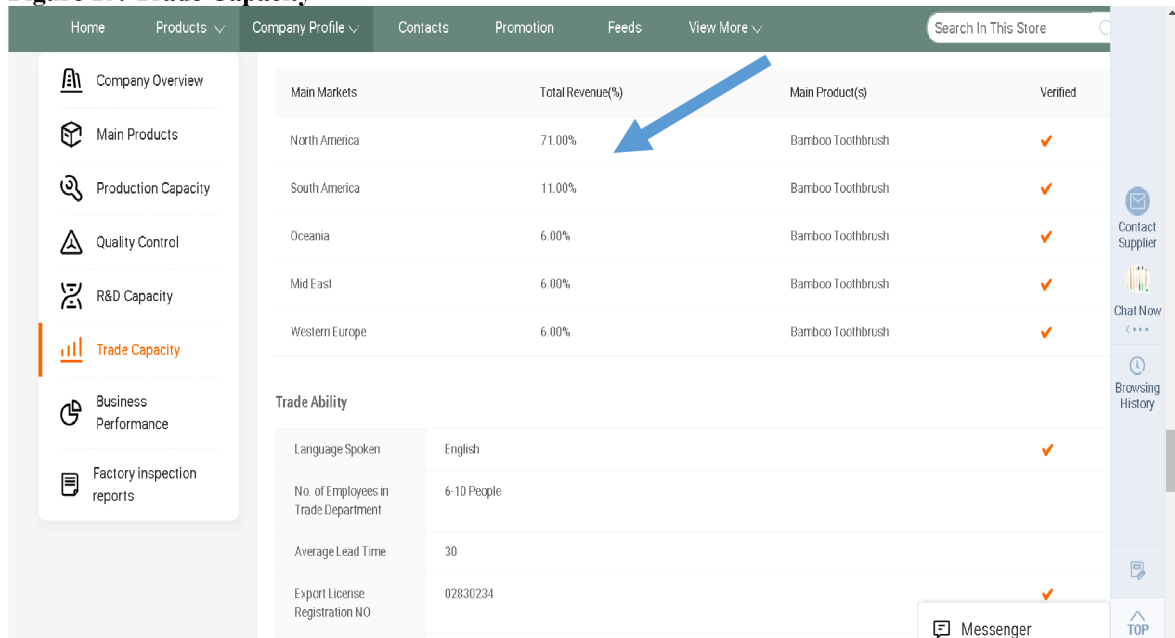 Home Products Company Profile Contacts Promotion Feeds View More Search In This Store
Company Overview
Main Products
Production Capacity
Quality Control
R&D Capacity
Trade Capacity
Business
Performance
Factory inspection
reports
Main Markets Total Revenue(%) Main Product(s) Verified
North America 71.00% Bamboo Toothbrush
South America 11.00% Bamboo Toothbrush
Oceania 6.00% Bamboo Toothbrush
Mid East 6.00% Bamboo Toothbrush
Western Europe 6.00% Bamboo Toothbrush
Trade Ability
Language Spoken English
No. of Employees in
Trade Department 6-10 People
Average Lead Time 30
Export License
Registration NO 02830234
Contact
Supplier
Chat Now
Browsing
History
Messenger
TOP